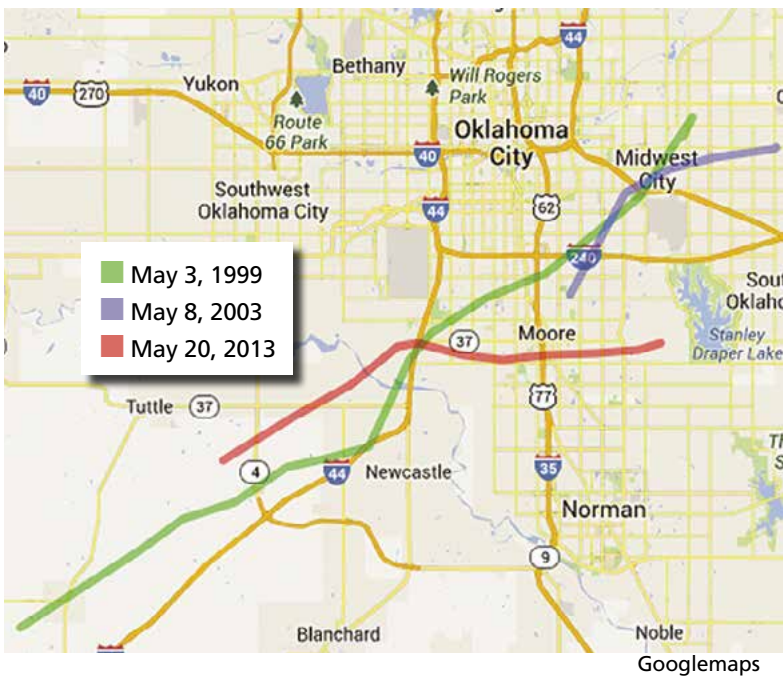 44
Yukon
Bethany
40
270
Will Rogers
Park
Route
66 Park
Oklahoma
City
40
Midwest
City
Southwest
Oklahoma City
44
62
240
May 3, 1999
May 8, 2003
May 20, 2013
Moore
37
Stanley
Draper Lake
77
Tuttle
37
4
44
Newcastle
35
Norman
9
Blanchard
Noble
Googlemaps